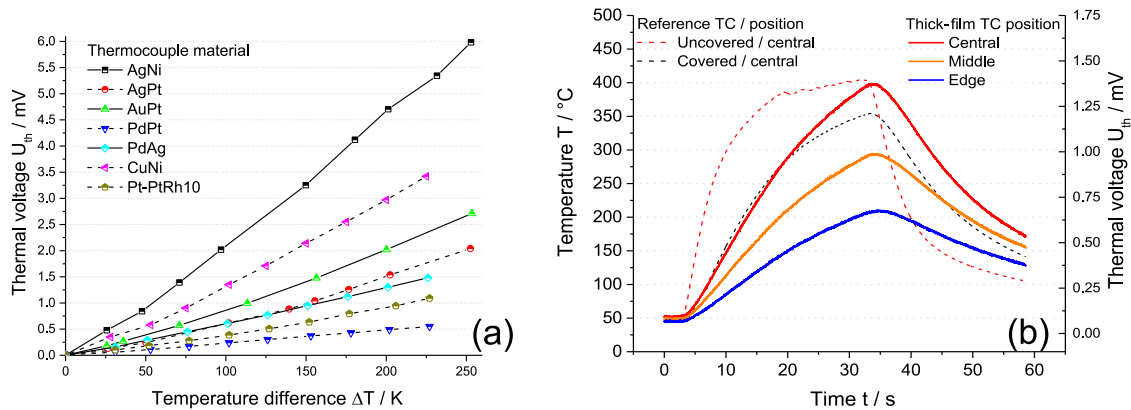 Thermal voltage U_th / mV
6.0
5.5
5.0
4.5
4.0
3.5
3.0
2.5
2.0
1.5
1.0
0.5
0.0
Thermocouple material
AgNi
AgPt
AuPt
PdPt
PdAg
CuNi
Pt-PtRh10
(a)
0 50 100 150 200 250
Temperature difference ΔT / K
Temperature T / °C
500
450
400
350
300
250
200
150
100
50
0
Reference TC / position
Uncovered / central
Covered / central
Thick-film TC position
Central
Middle
Edge
(b)
1.75
1.50
1.25
1.00
0.75
0.50
0.25
0.00
Thermal voltage U_th / mV
0 10 20 30 40 50 60
Time t / s